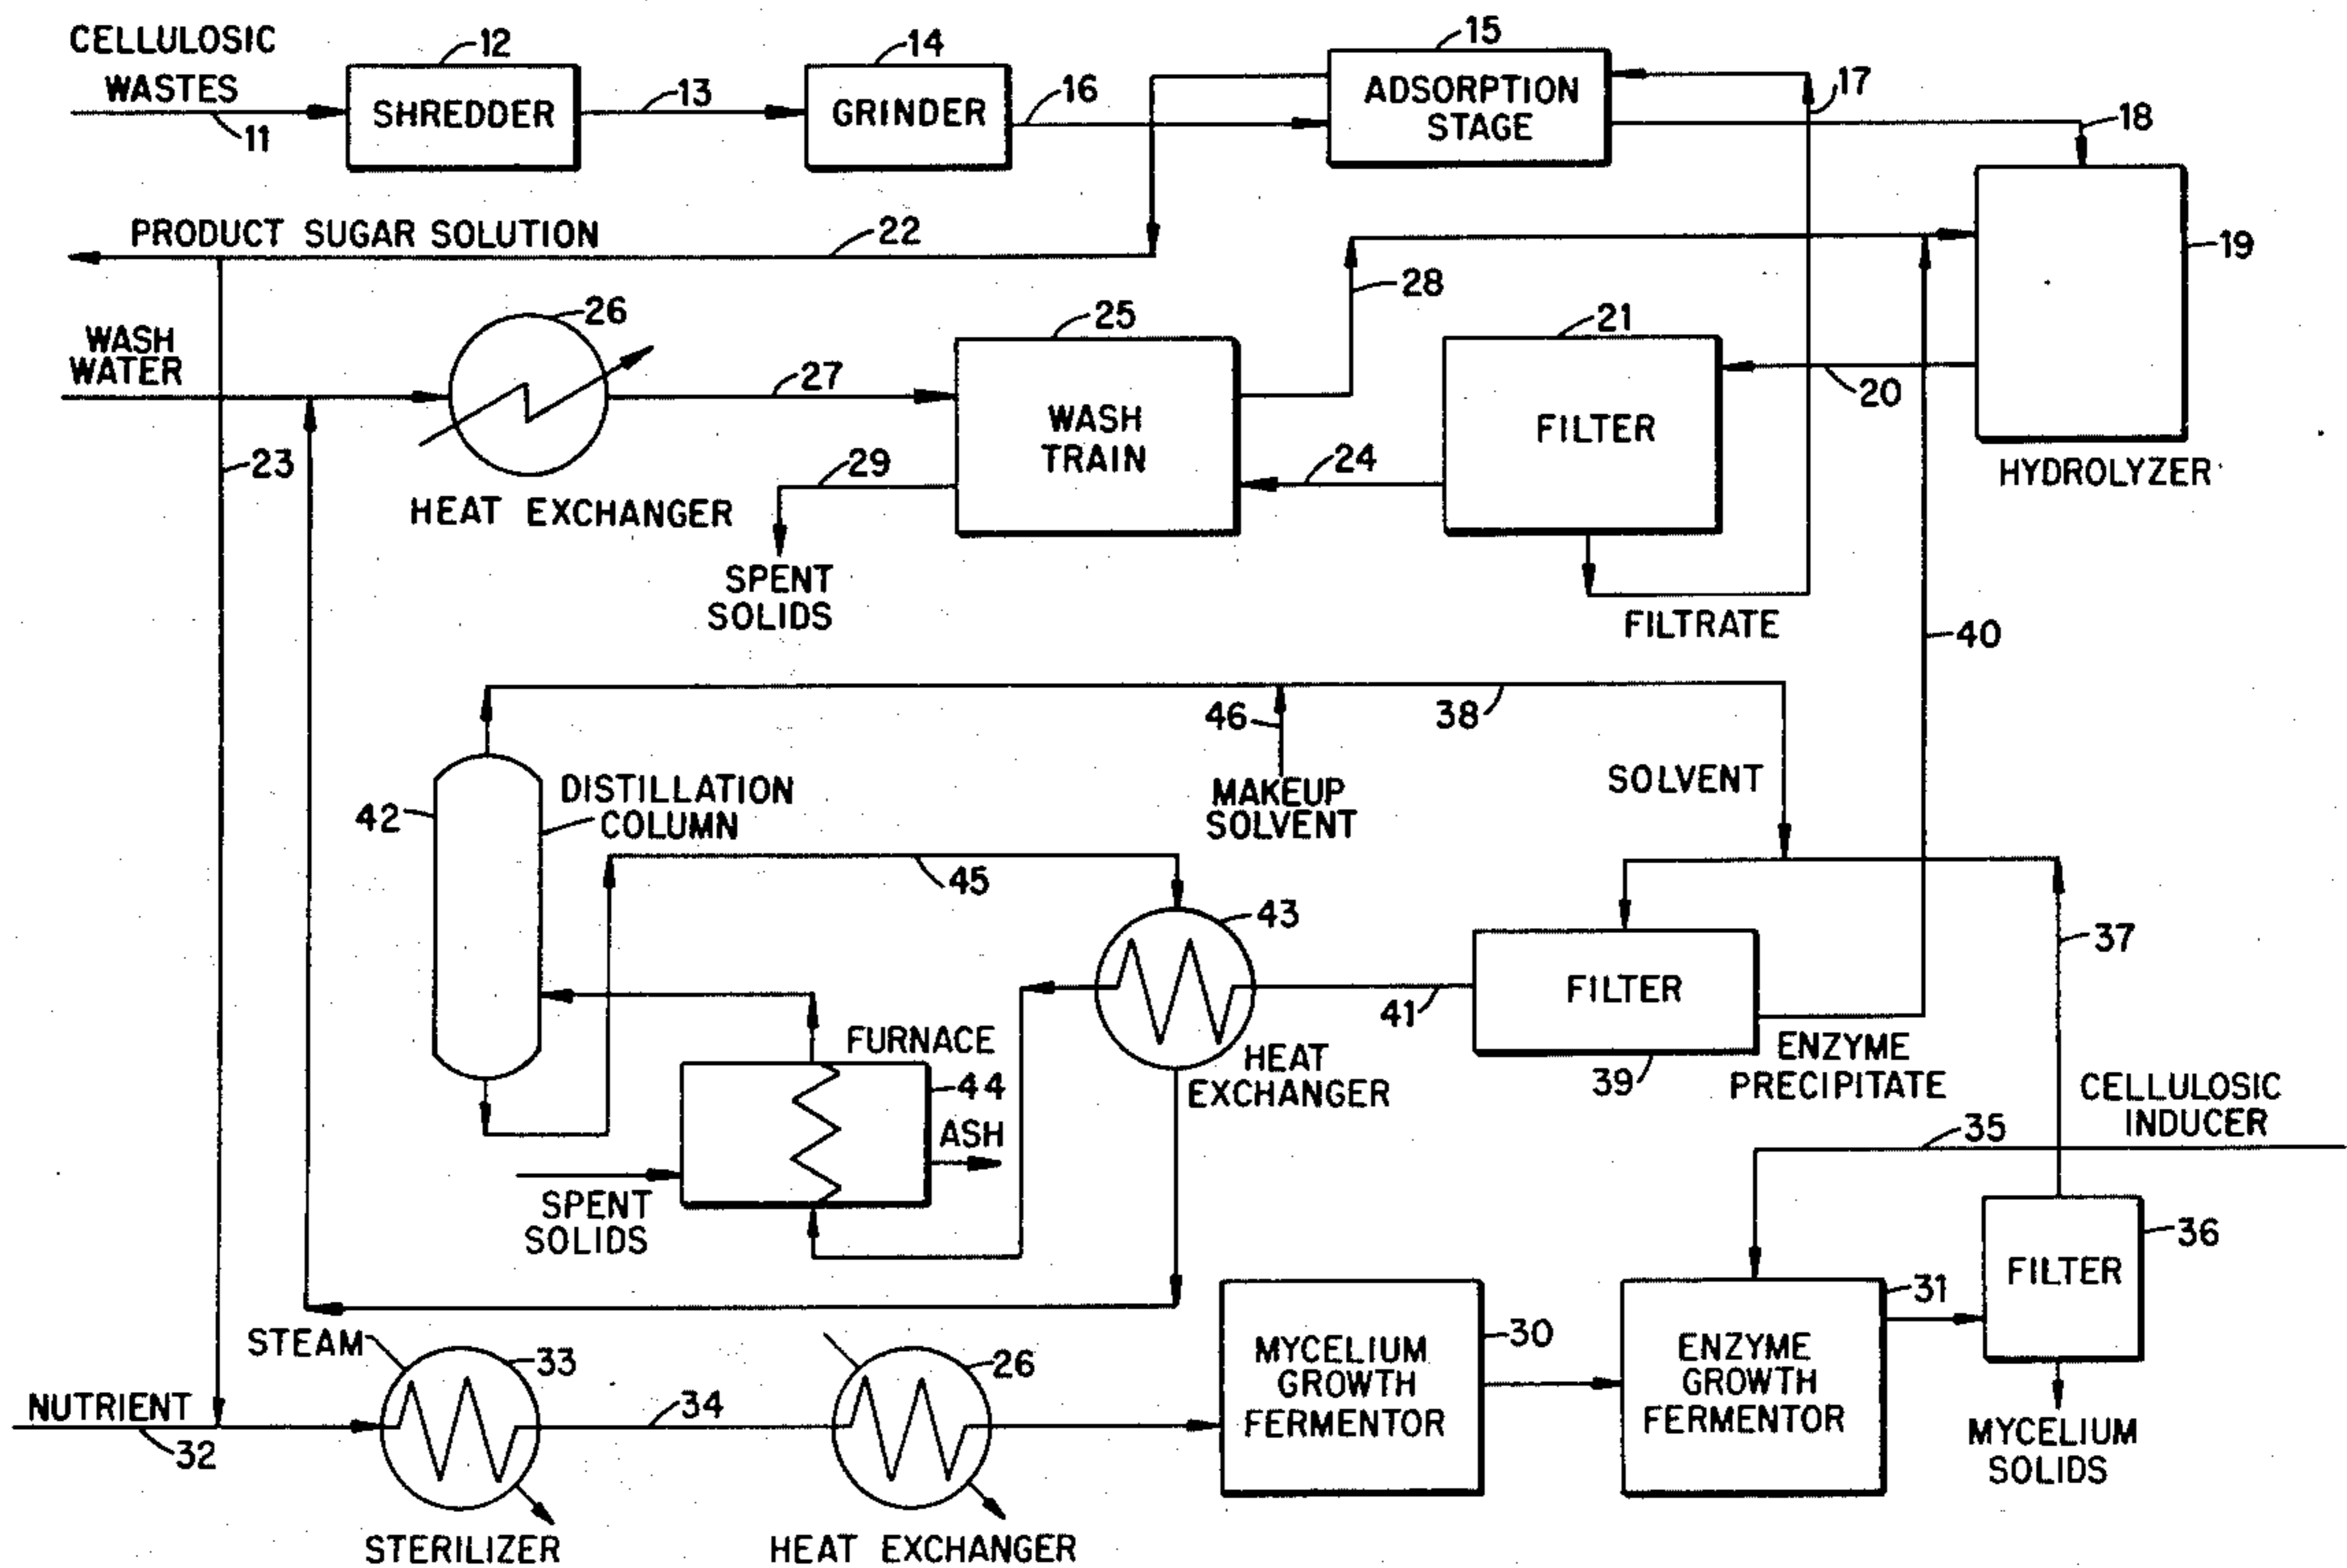 CELLULOSIC
WASTES
11
12
SHREDDER
13
14
GRINDER
16
15
ADSORPTION
STAGE
17
18
19
HYDROLYZER
PRODUCT SUGAR SOLUTION
22
23
WASH
WATER
26
HEAT EXCHANGER
27
25
WASH
TRAIN
28
29
SPENT
SOLIDS
24
21
FILTER
20
FILTRATE
40
38
46
MAKEUP
SOLVENT
SOLVENT
42
DISTILLATION
COLUMN
45
43
HEAT
EXCHANGER
41
FILTER
39
ENZYME
PRECIPITATE
37
FURNACE
44
ASH
SPENT
SOLIDS
CELLULOSIC
INDUCER
35
36
FILTER
MYCELIUM
SOLIDS
STEAM
33
STERILIZER
NUTRIENT
32
34
26
HEAT EXCHANGER
30
MYCELIUM
GROWTH
FERMENTOR
31
ENZYME
GROWTH
FERMENTOR